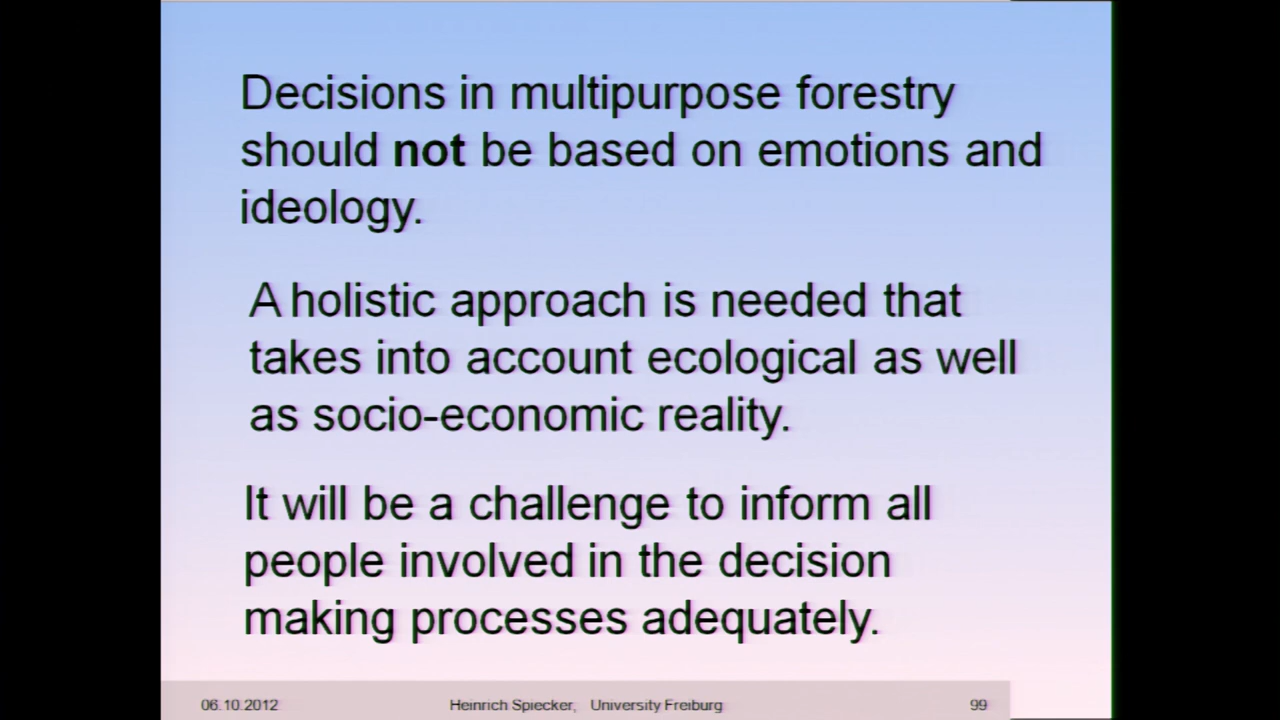 Decisions in multipurpose forestry
should not be based on emotions and
ideology.
A holistic approach is needed that
takes into account ecological as well
as socio-economic reality.
It will be a challenge to inform all
people involved in the decision
making processes adequately.
06.10.2012 Heinrich Spiecker, University Freiburg 99